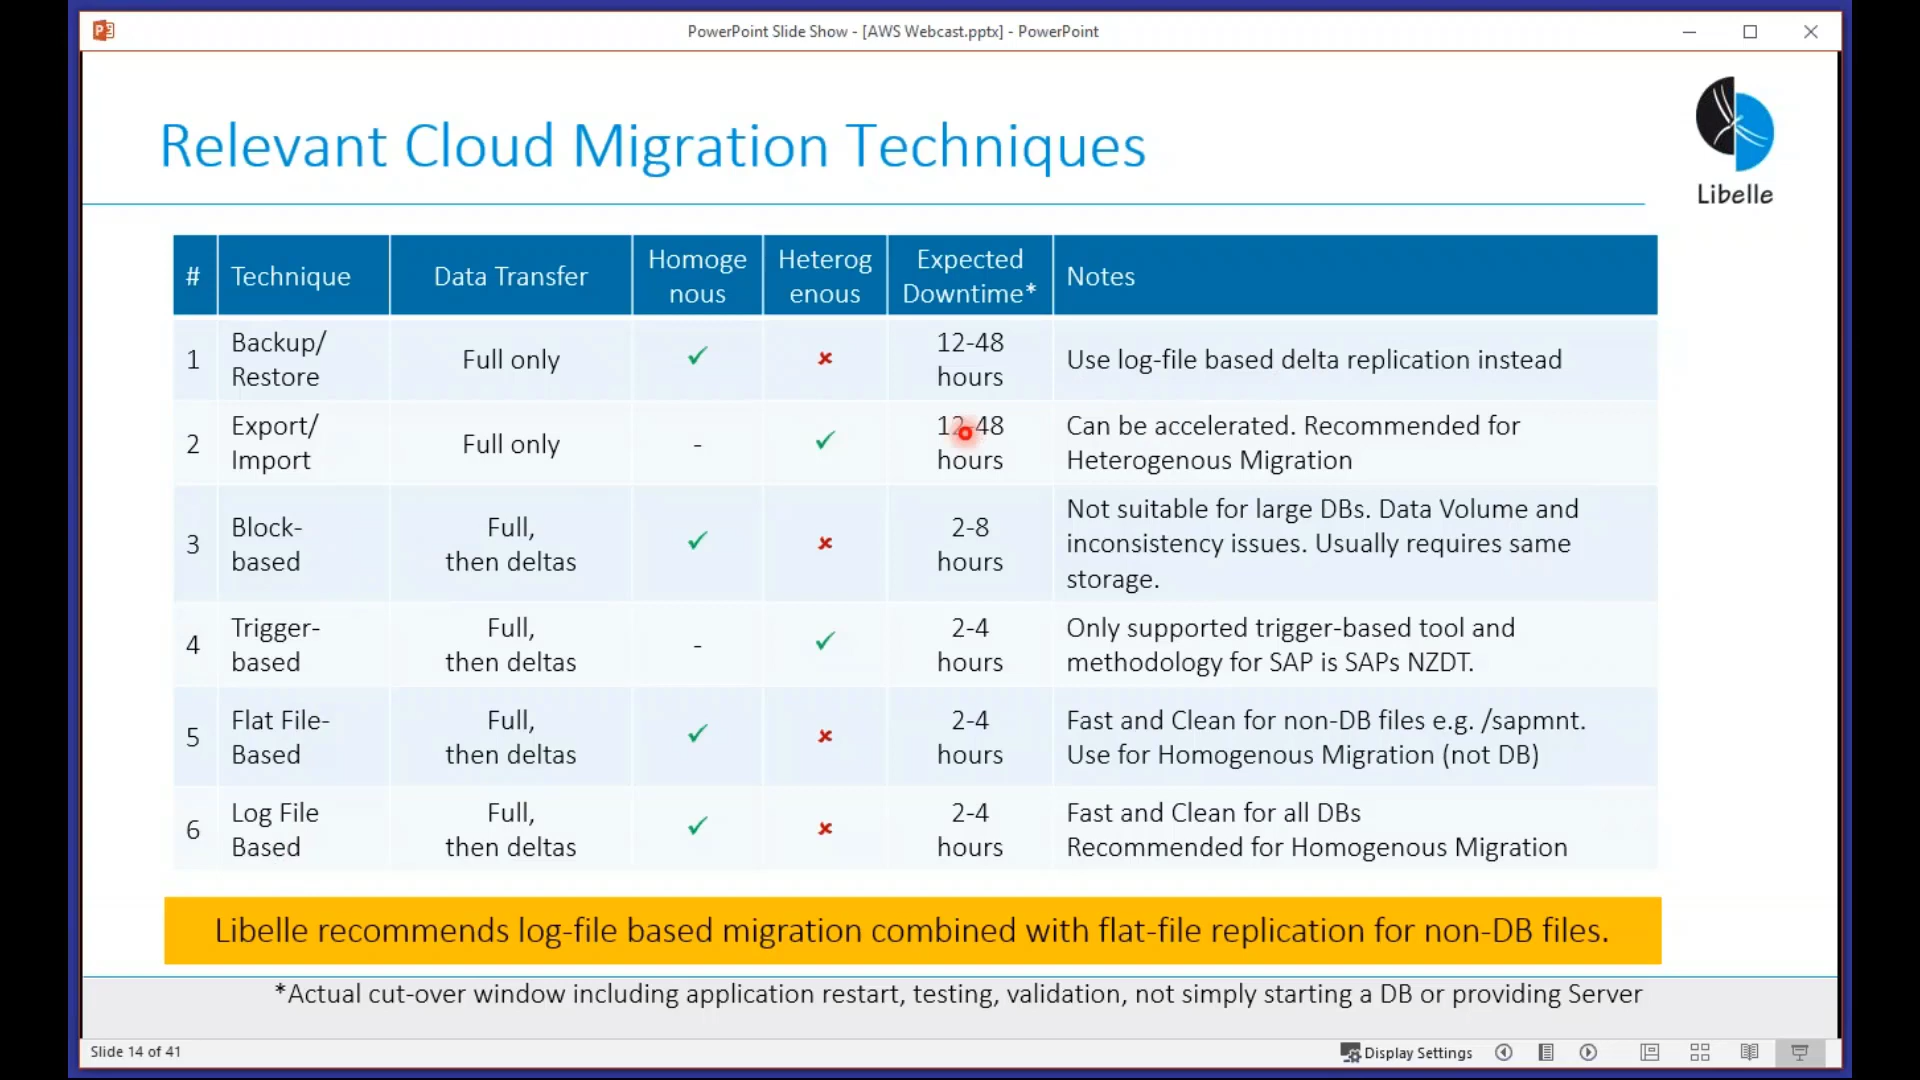 PowerPoint Slide Show - [AWS Webcast.pptx] - PowerPoint
Relevant Cloud Migration Techniques
Libelle
# Technique Data Transfer Homoge nous Heterog enous Expected Downtime* Notes
1 Backup/ Restore Full only ✓ ✗ 12-48 hours Use log-file based delta replication instead
2 Export/ Import Full only - ✓ 12-48 hours Can be accelerated. Recommended for Heterogenous Migration
3 Block- based Full, then deltas ✓ ✗ 2-8 hours Not suitable for large DBs. Data Volume and inconsistency issues. Usually requires same storage.
4 Trigger- based Full, then deltas - ✓ 2-4 hours Only supported trigger-based tool and methodology for SAP is SAPs NZDT.
5 Flat File- Based Full, then deltas ✓ ✗ 2-4 hours Fast and Clean for non-DB files e.g. /sapmnt. Use for Homogenous Migration (not DB)
6 Log File Based Full, then deltas ✓ ✗ 2-4 hours Fast and Clean for all DBs Recommended for Homogenous Migration
Libelle recommends log-file based migration combined with flat-file replication for non-DB files.
*Actual cut-over window including application restart, testing, validation, not simply starting a DB or providing Server
Slide 14 of 41
Display Settings